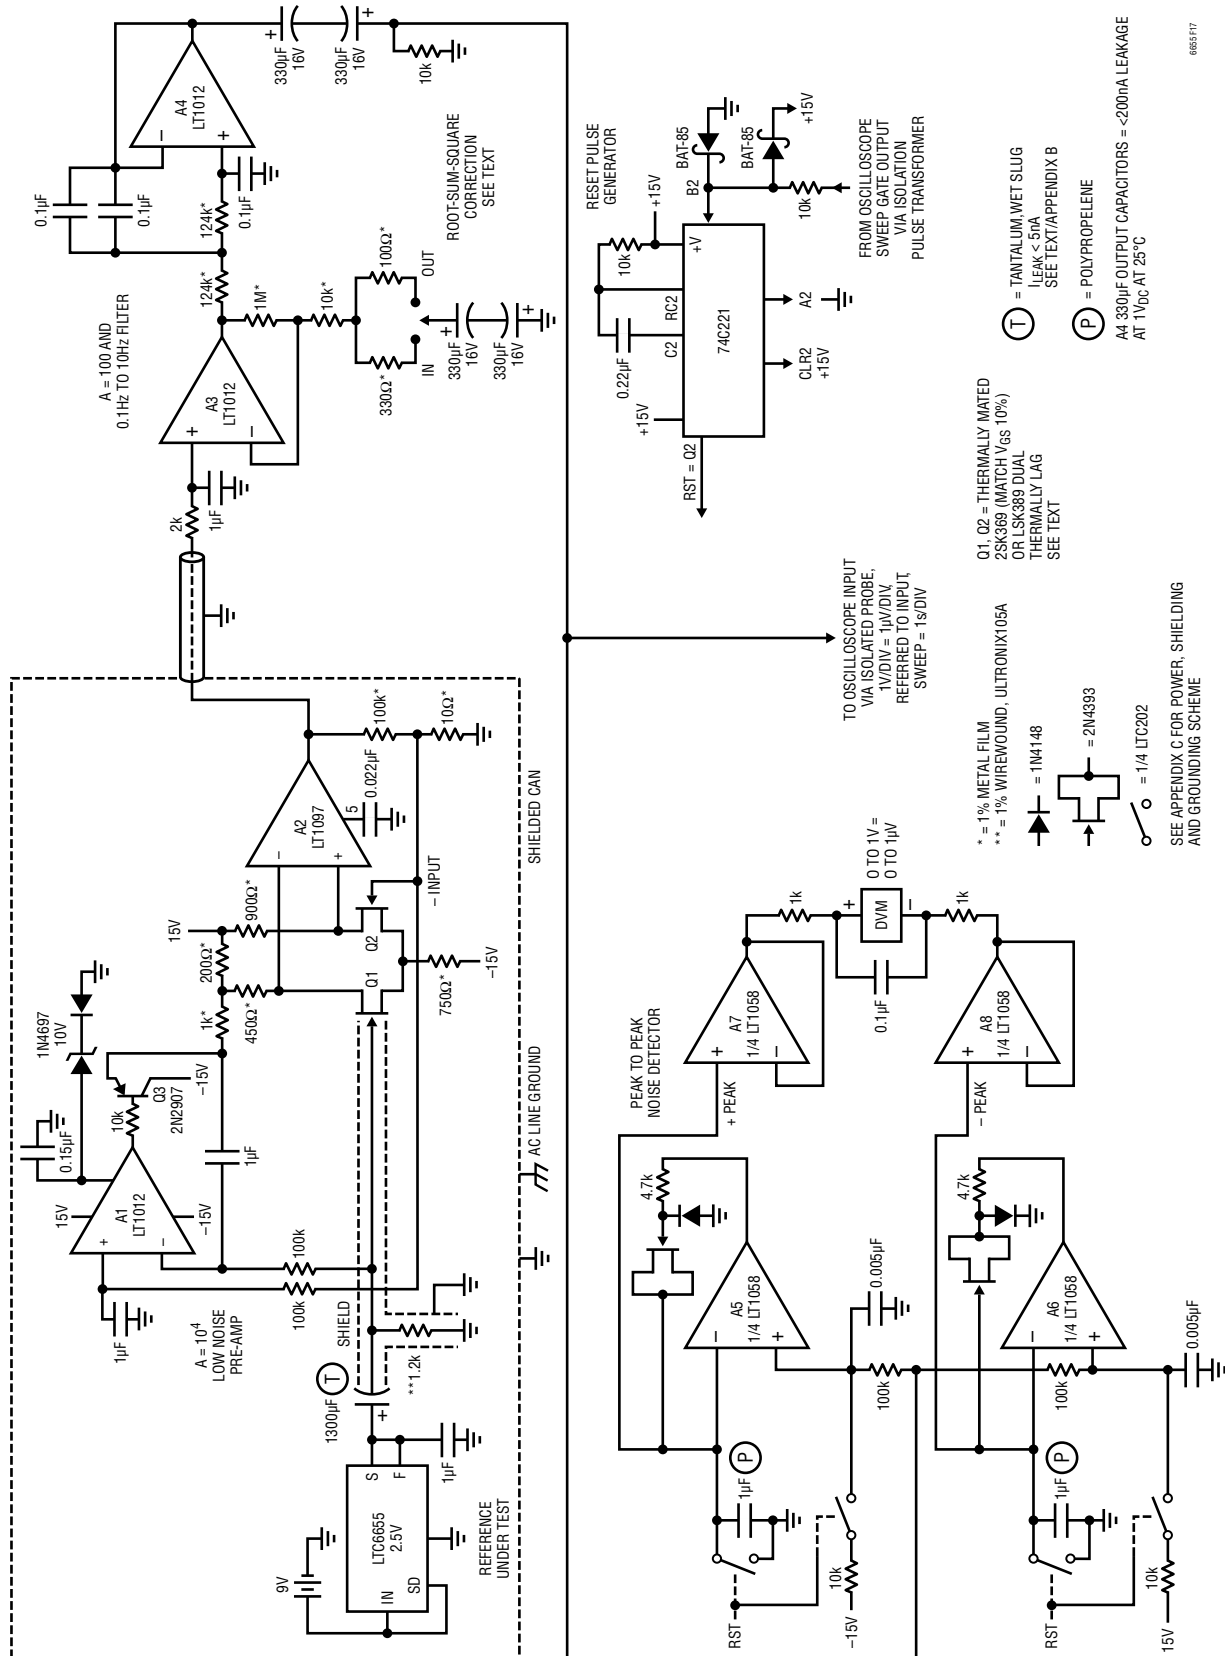 A = 100 AND
0.1Hz TO 10Hz FILTER
0.1µF
0.1µF
124k*
124k*
0.1µF
1M*
10k*
A3
LT1012
+
–
A4
LT1012
–
+
330µF
16V
+
330µF
16V
+
10k
2k
1µF
330Ω*
100Ω*
IN
OUT
330µF
16V
+
330µF
16V
+
ROOT-SUM-SQUARE
CORRECTION
SEE TEXT
1N4697
10V
0.15µF
15V
A1
LT1012
+
–
–15V
10k
Q3
2N2907
–15V
1µF
1µF
A = 10⁴
LOW NOISE
PRE-AMP
100k
100k
1k*
200Ω*
450Ω*
900Ω*
15V
Q1
Q2
750Ω*
–15V
– INPUT
A2
LT1097
–
+
5
0.022µF
100k*
10Ω*
SHIELDED CAN
AC LINE GROUND
SHIELD
1300µF
T
+
**1.2k
9V
LTC6655
2.5V
IN
SD
S
F
1µF
REFERENCE
UNDER TEST
RESET PULSE
GENERATOR
+15V
10k
0.22µF
+15V
C2
RC2
+V
74C221
B2
RST = Q2
CLR2
+15V
A2
BAT-85
BAT-85
+15V
10k
FROM OSCILLOSCOPE
SWEEP GATE OUTPUT
VIA ISOLATION
PULSE TRANSFORMER
TO OSCILLOSCOPE INPUT
VIA ISOLATED PROBE,
1V/DIV = 1µV/DIV,
REFERRED TO INPUT,
SWEEP = 1s/DIV
PEAK TO PEAK
NOISE DETECTOR
+ PEAK
A7
1/4 LT1058
+
–
1k
DVM
+
–
0 TO 1V =
0 TO 1µV
0.1µF
1k
– PEAK
A8
1/4 LT1058
+
–
4.7k
A5
1/4 LT1058
–
+
0.005µF
100k
P
1µF
RST
10k
–15V
4.7k
A6
1/4 LT1058
–
+
0.005µF
100k
P
1µF
RST
10k
15V
* = 1% METAL FILM
** = 1% WIREWOUND, ULTRONIX105A
= 1N4148
= 2N4393
= 1/4 LTC202
SEE APPENDIX C FOR POWER, SHIELDING
AND GROUNDING SCHEME
Q1, Q2 = THERMALLY MATED
2SK369 (MATCH VGS 10%)
OR LSK389 DUAL
THERMALLY LAG
SEE TEXT
T = TANTALUM,WET SLUG
ILEAK < 5nA
SEE TEXT/APPENDIX B
P = POLYPROPELENE
A4 330µF OUTPUT CAPACITORS = <200nA LEAKAGE
AT 1VDC AT 25°C
6655 F17